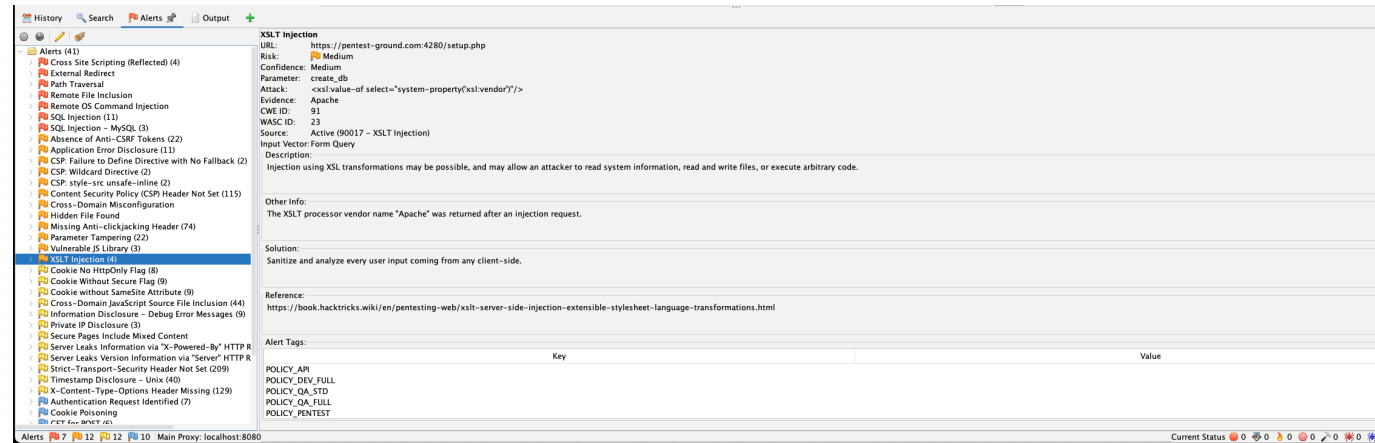 History Search Alerts Output
Alerts (41)
Cross Site Scripting (Reflected) (4)
External Redirect
Path Traversal
Remote File Inclusion
Remote OS Command Injection
SQL Injection (11)
SQL Injection - MySQL (3)
Absence of Anti-CSRF Tokens (22)
Application Error Disclosure (11)
CSP: Failure to Define Directive with No Fallback (2)
CSP: Wildcard Directive (2)
CSP: style-src unsafe-inline (2)
Content Security Policy (CSP) Header Not Set (115)
Cross-Domain Misconfiguration
Hidden File Found
Missing Anti-clickjacking Header (74)
Parameter Tampering (22)
Vulnerable JS Library (3)
XSLT Injection (4)
Cookie No HttpOnly Flag (8)
Cookie Without Secure Flag (9)
Cookie without SameSite Attribute (9)
Cross-Domain JavaScript Source File Inclusion (44)
Information Disclosure - Debug Error Messages (9)
Private IP Disclosure (3)
Secure Pages Include Mixed Content
Server Leaks Information via "X-Powered-By" HTTP R
Server Leaks Version Information via "Server" HTTP R
Strict-Transport-Security Header Not Set (209)
Timestamp Disclosure - Unix (40)
X-Content-Type-Options Header Missing (129)
Authentication Request Identified (7)
Cookie Poisoning
GET for POST (6)
XSLT Injection
URL: https://pentest-ground.com:4280/setup.php
Risk: Medium
Confidence: Medium
Parameter: create_db
Attack: <xsl:value-of select="system-property('xsl:vendor')"/>
Evidence: Apache
CWE ID: 91
WASC ID: 23
Source: Active (90017 - XSLT Injection)
Input Vector: Form Query
Description:
Injection using XSL transformations may be possible, and may allow an attacker to read system information, read and write files, or execute arbitrary code.
Other Info:
The XSLT processor vendor name "Apache" was returned after an injection request.
Solution:
Sanitize and analyze every user input coming from any client-side.
Reference:
https://book.hacktricks.wiki/en/pentesting-web/xslt-server-side-injection-extensible-stylesheet-language-transformations.html
Alert Tags:
Key Value
POLICY_API
POLICY_DEV_FULL
POLICY_QA_STD
POLICY_QA_FULL
POLICY_PENTEST
Alerts 7 12 12 10 Main Proxy: localhost:8080 Current Status 0 0 0 0 0 0